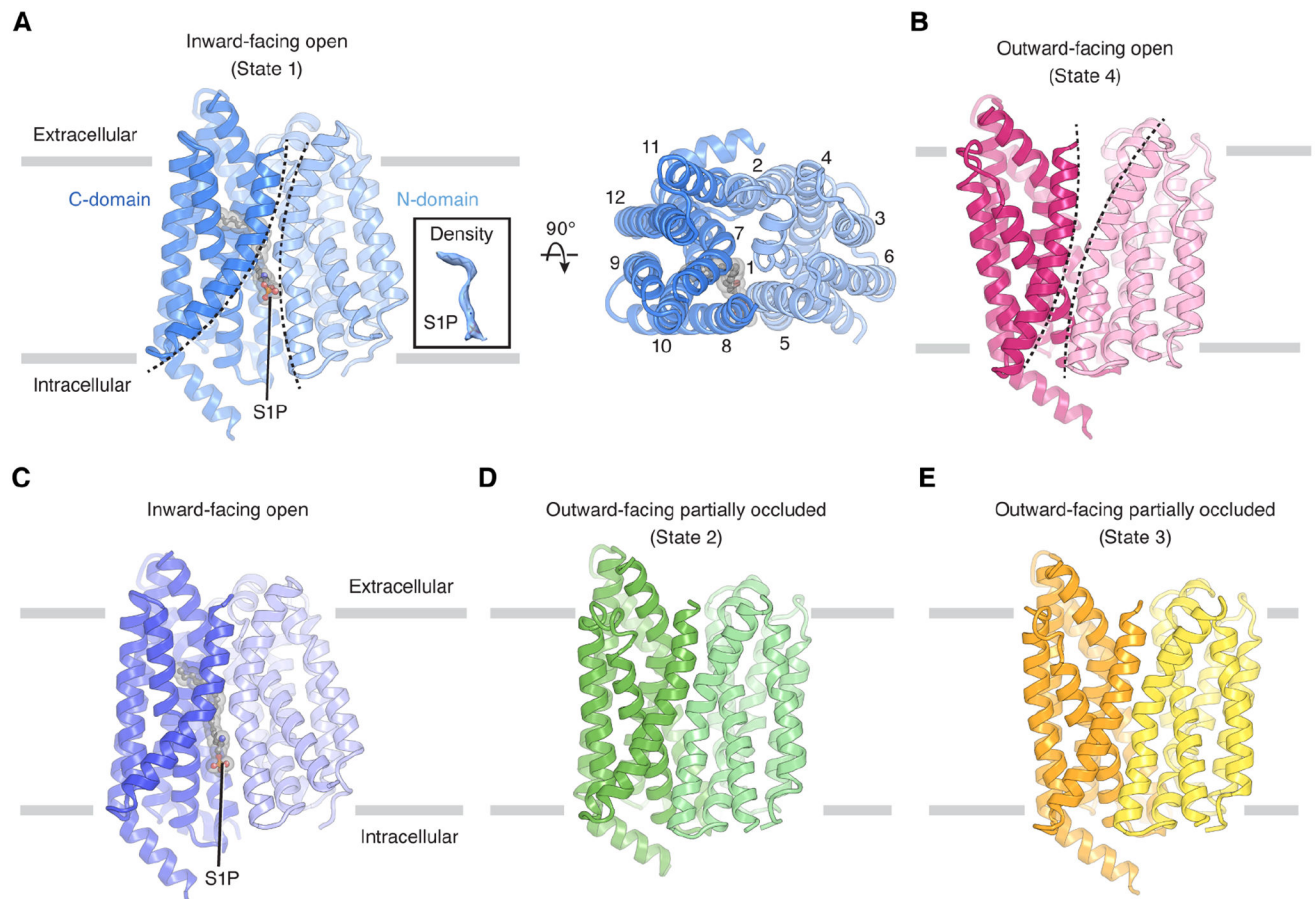 A
Inward-facing open
(State 1)
Extracellular
C-domain
N-domain
Density
S1P
Intracellular
S1P
90°
11
2
4
12
7
3
9
1
6
10
8
5
B
Outward-facing open
(State 4)
C
Inward-facing open
Extracellular
Intracellular
S1P
D
Outward-facing partially occluded
(State 2)
E
Outward-facing partially occluded
(State 3)